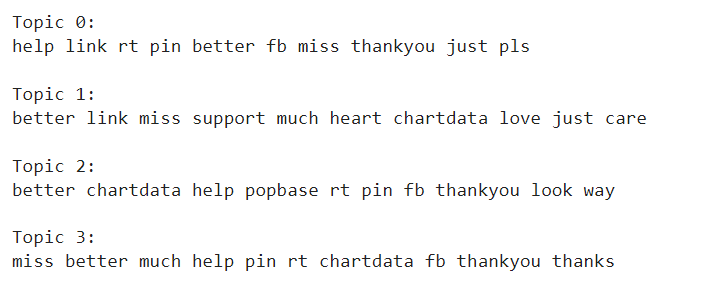 Topic 0:
help link rt pin better fb miss thankyou just pls
Topic 1:
better link miss support much heart chartdata love just care
Topic 2:
better chartdata help popbase rt pin fb thankyou look way
Topic 3:
miss better much help pin rt chartdata fb thankyou thanks